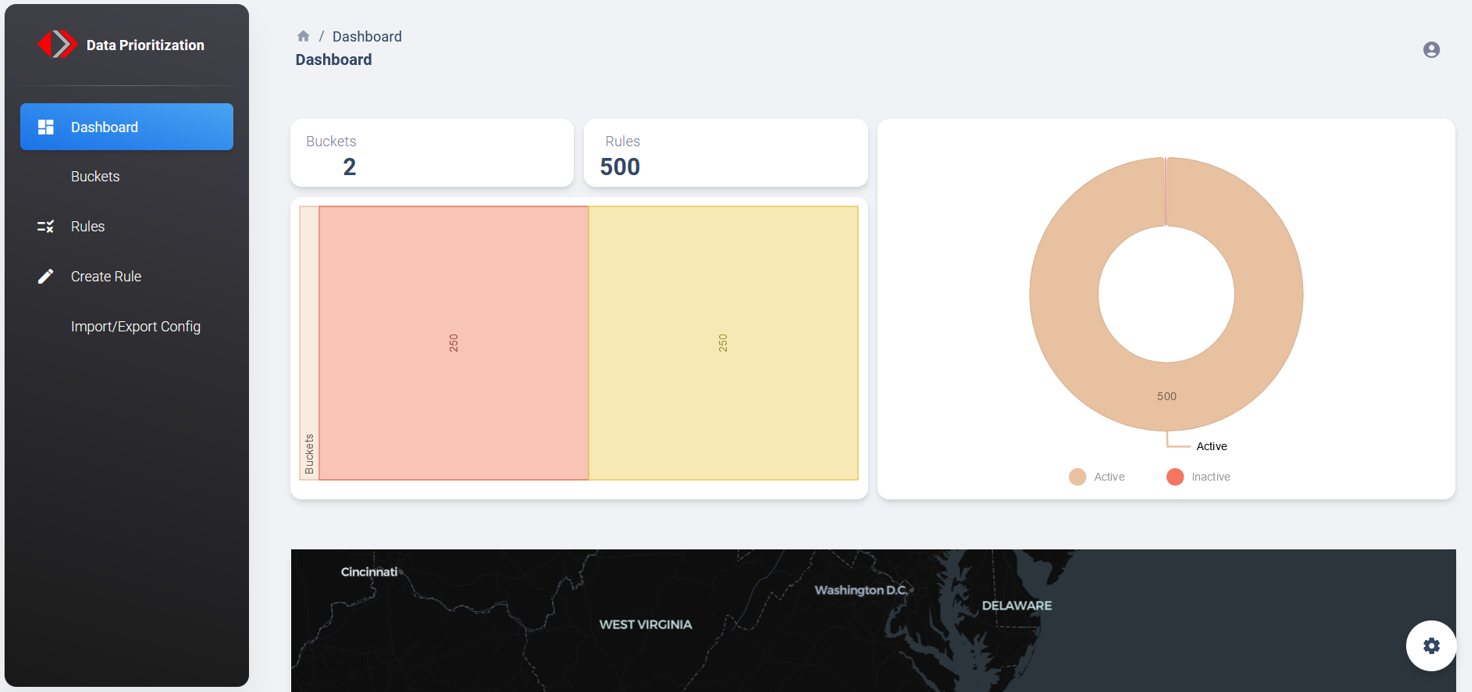 Data Prioritization
Dashboard
Buckets
Rules
Create Rule
Import/Export Config
/ Dashboard
Dashboard
Buckets
2
Rules
500
Buckets
250
250
500
Active
Active
Inactive
Cincinnati
WEST VIRGINIA
Washington D.C.
DELAWARE